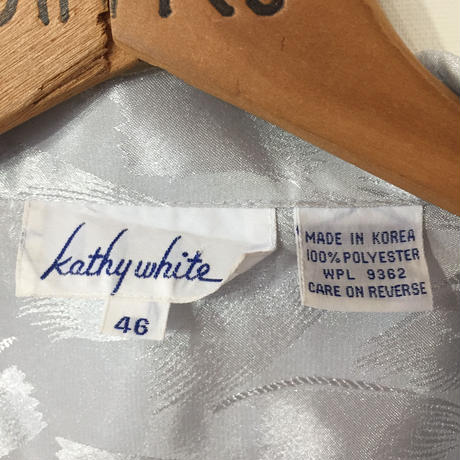 kathy white
46
MADE IN KOREA
100% POLYESTER
WPL 9362
CARE ON REVERSE